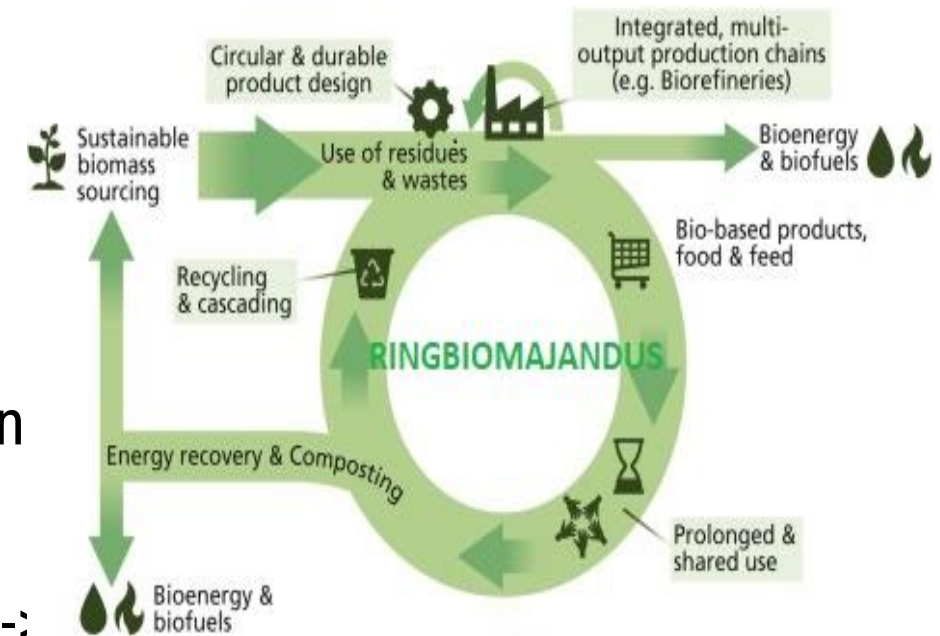 Circular & durable
product design
Integrated, multi-
output production chains
(e.g. Biorefineries)
Sustainable
biomass
sourcing
Use of residues
& wastes
Bioenergy
& biofuels
Bio-based products,
food & feed
Recycling
& cascading
RINGBIOMAJANDUS
n
Energy recovery & Composting
Prolonged &
shared use
Bioenergy &
biofuels